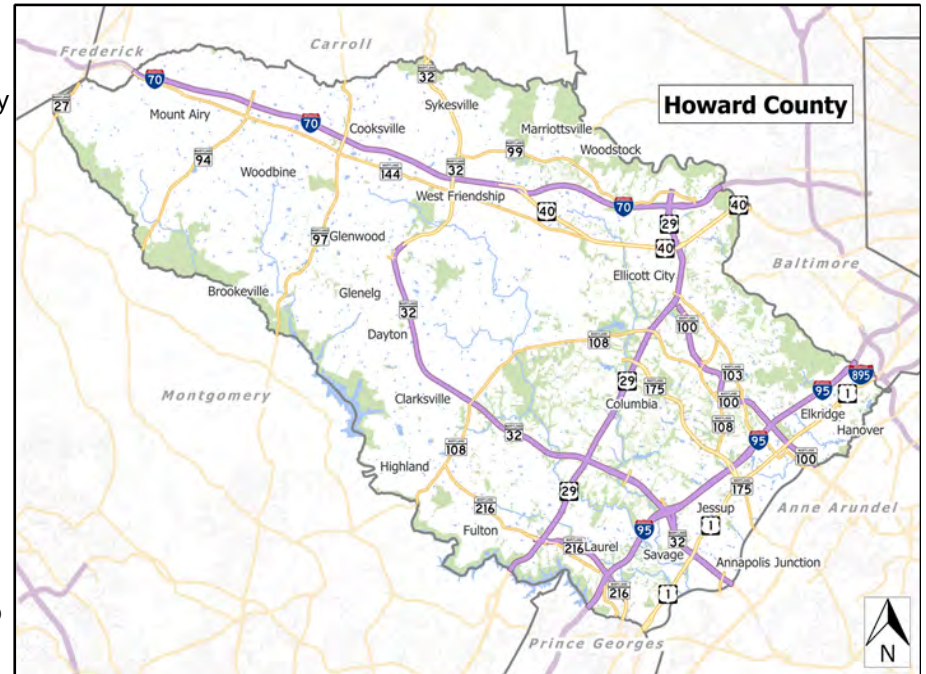 Frederick
Carroll
70
32
27
y
Mount Airy
Sykesville
Howard County
70
Cooksville
Marriottsville
94
99
Woodstock
Woodbine
144
32
West Friendship
70
40
40
29
97
Glenwood
40
Ellicott City
Baltimore
Brookeville
Glenelg
32
Dayton
100
108
103
895
Montgomery
29
175
95
1
Clarksville
Columbia
100
Elkridge
32
108
Hanover
108
95
Highland
100
29
175
216
Jessup
Anne Arundel
Fulton
95
1
216
Laurel
Savage
32
Annapolis Junction
216
1
Prince Georges
N